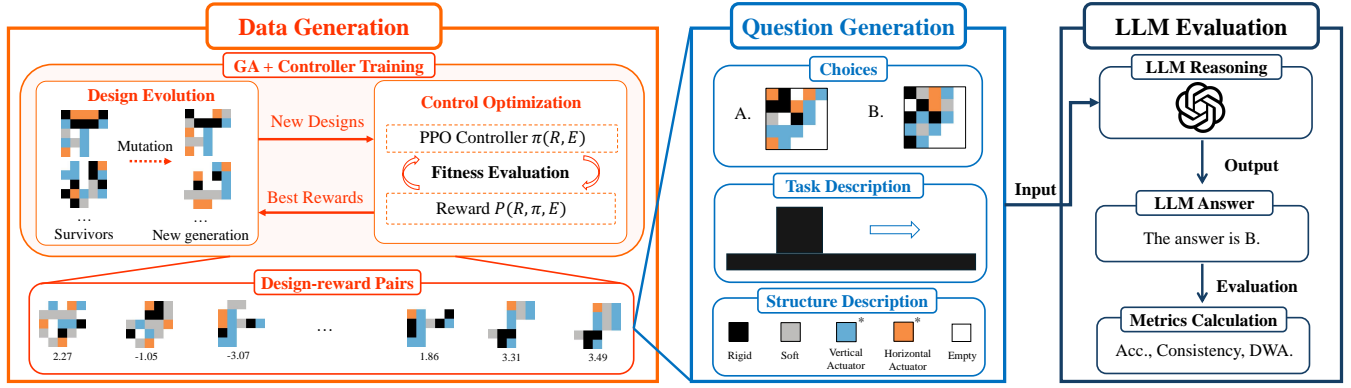 Data Generation
GA + Controller Training
Design Evolution
Mutation
...
Survivors
...
New generation
New Designs
Best Rewards
Control Optimization
PPO Controller π(R, E)
Fitness Evaluation
Reward P(R, π, E)
Design-reward Pairs
...
2.27
-1.05
-3.07
1.86
3.31
3.49
Question Generation
Choices
A.
B.
Task Description
Structure Description
Rigid
Soft
*
Vertical
Actuator
*
Horizontal
Actuator
Empty
Input
LLM Evaluation
LLM Reasoning
Output
LLM Answer
The answer is B.
Evaluation
Metrics Calculation
Acc., Consistency, DWA.